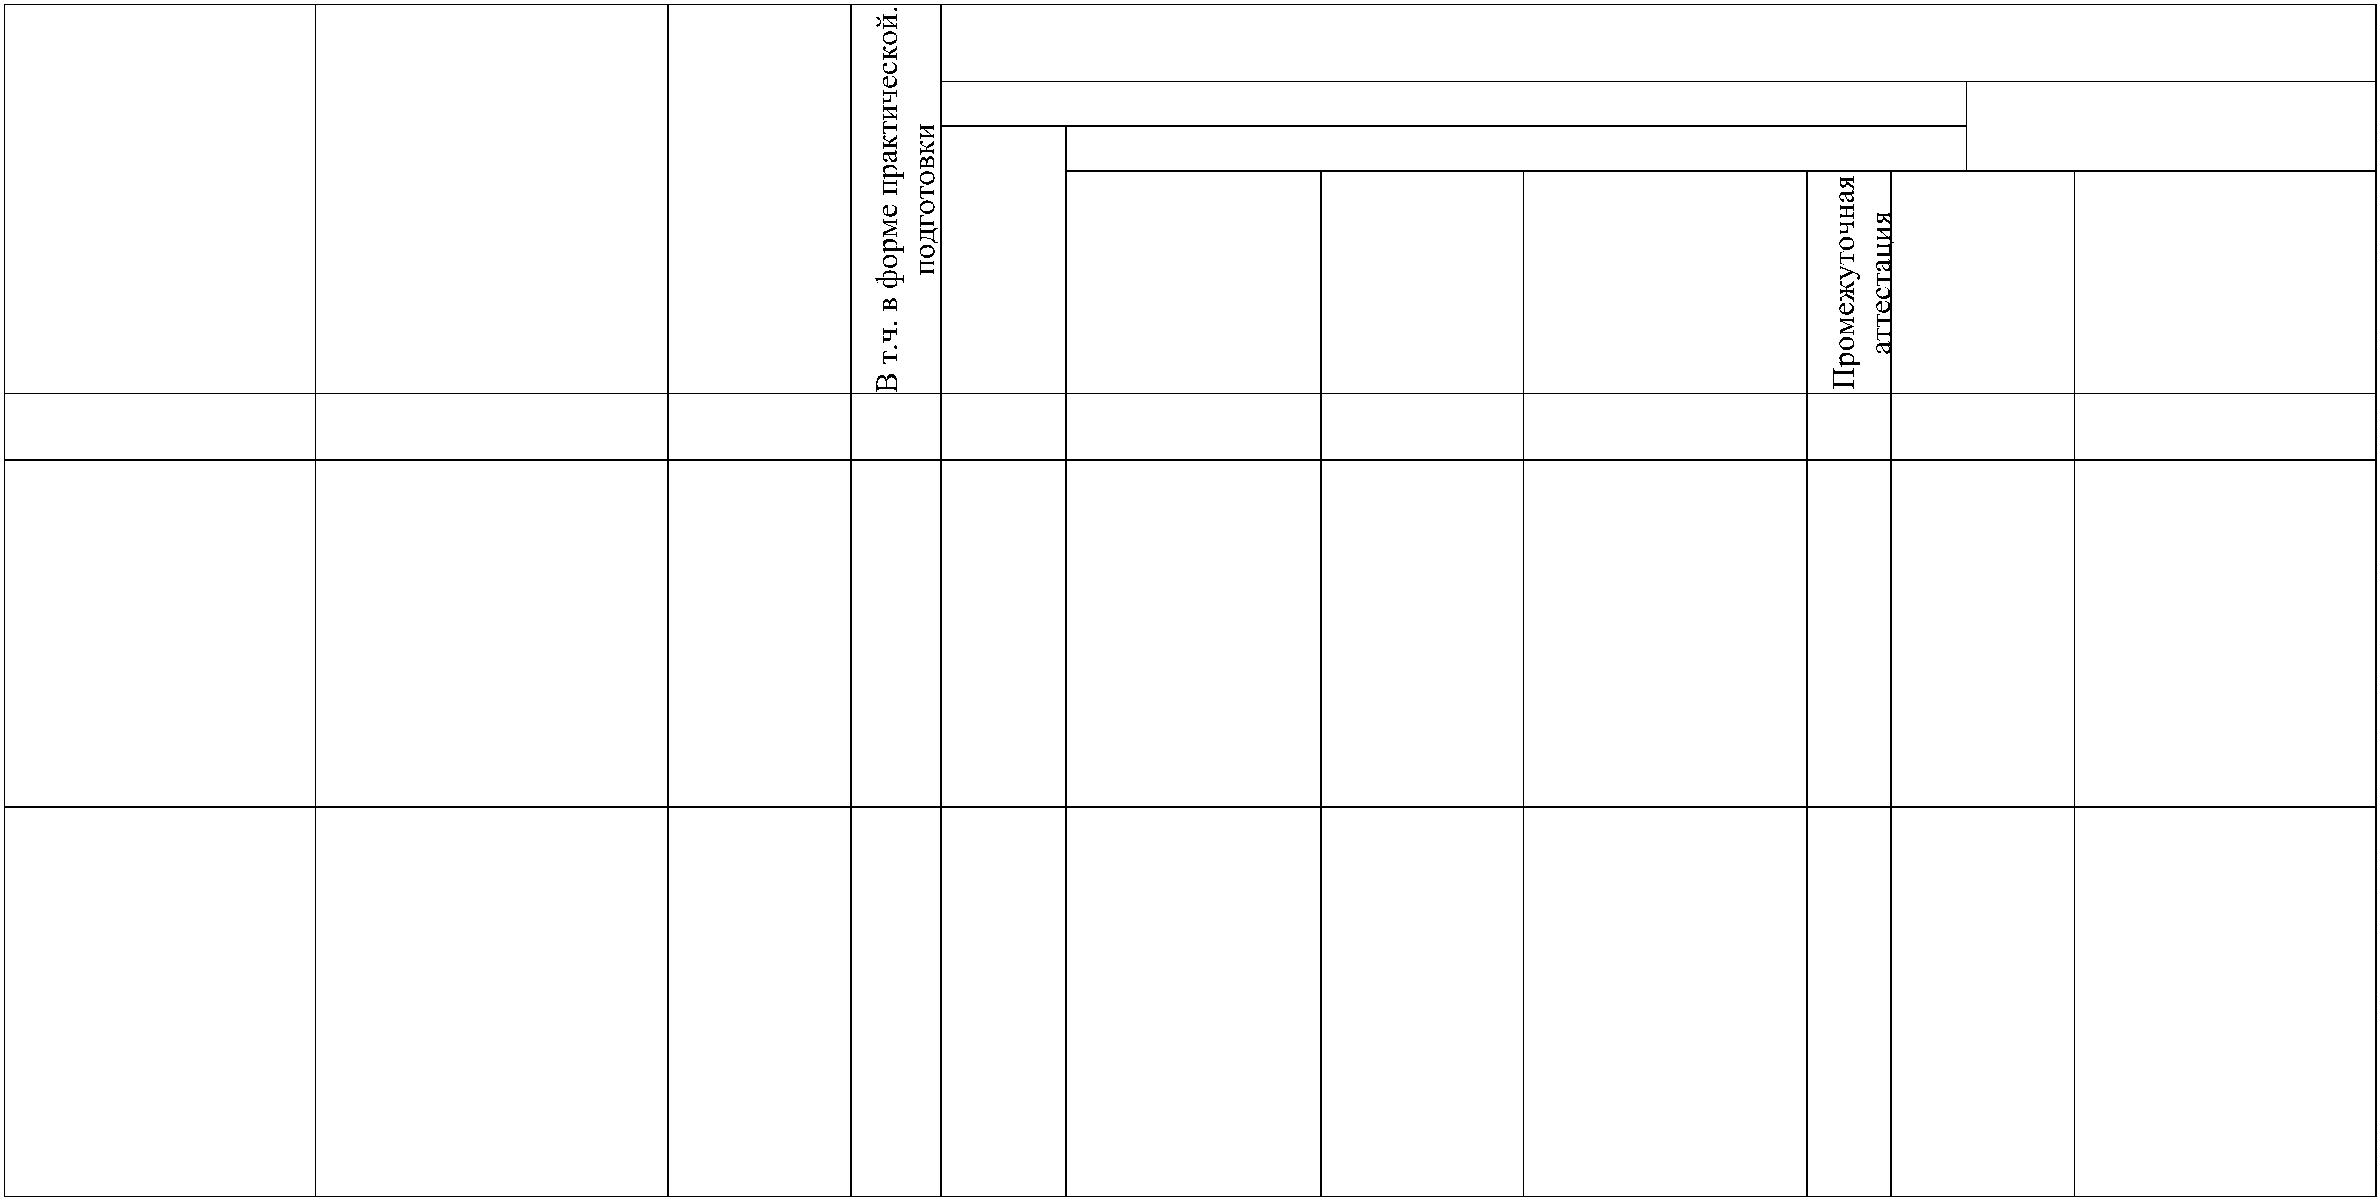 В т.ч. в форме практической.
подготовки
Промежуточная
аттестация